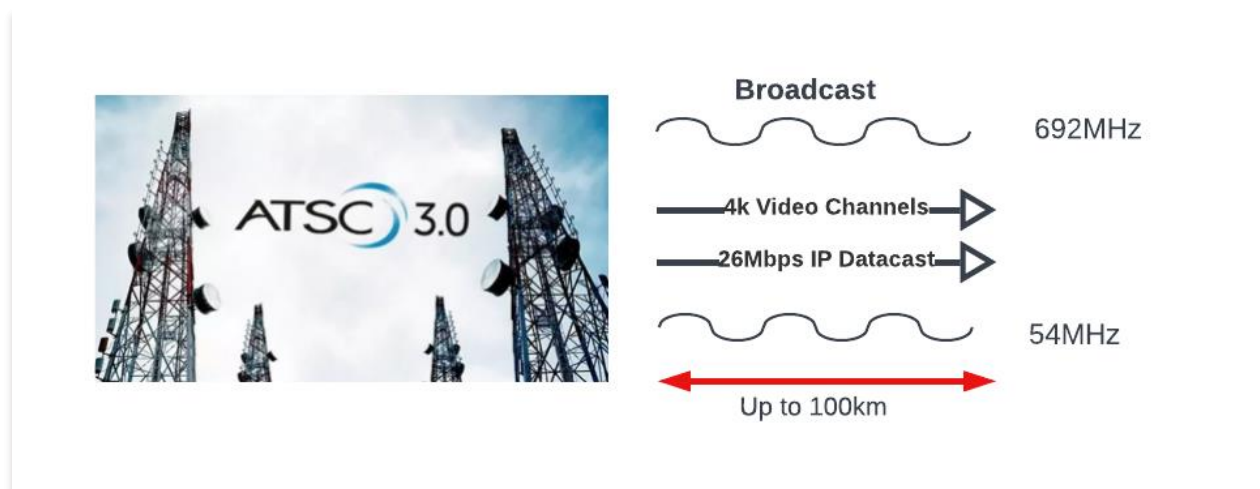 ATSC 3.0
Broadcast
692MHz
4k Video Channels
26Mbps IP Datacast
54MHz
Up to 100km